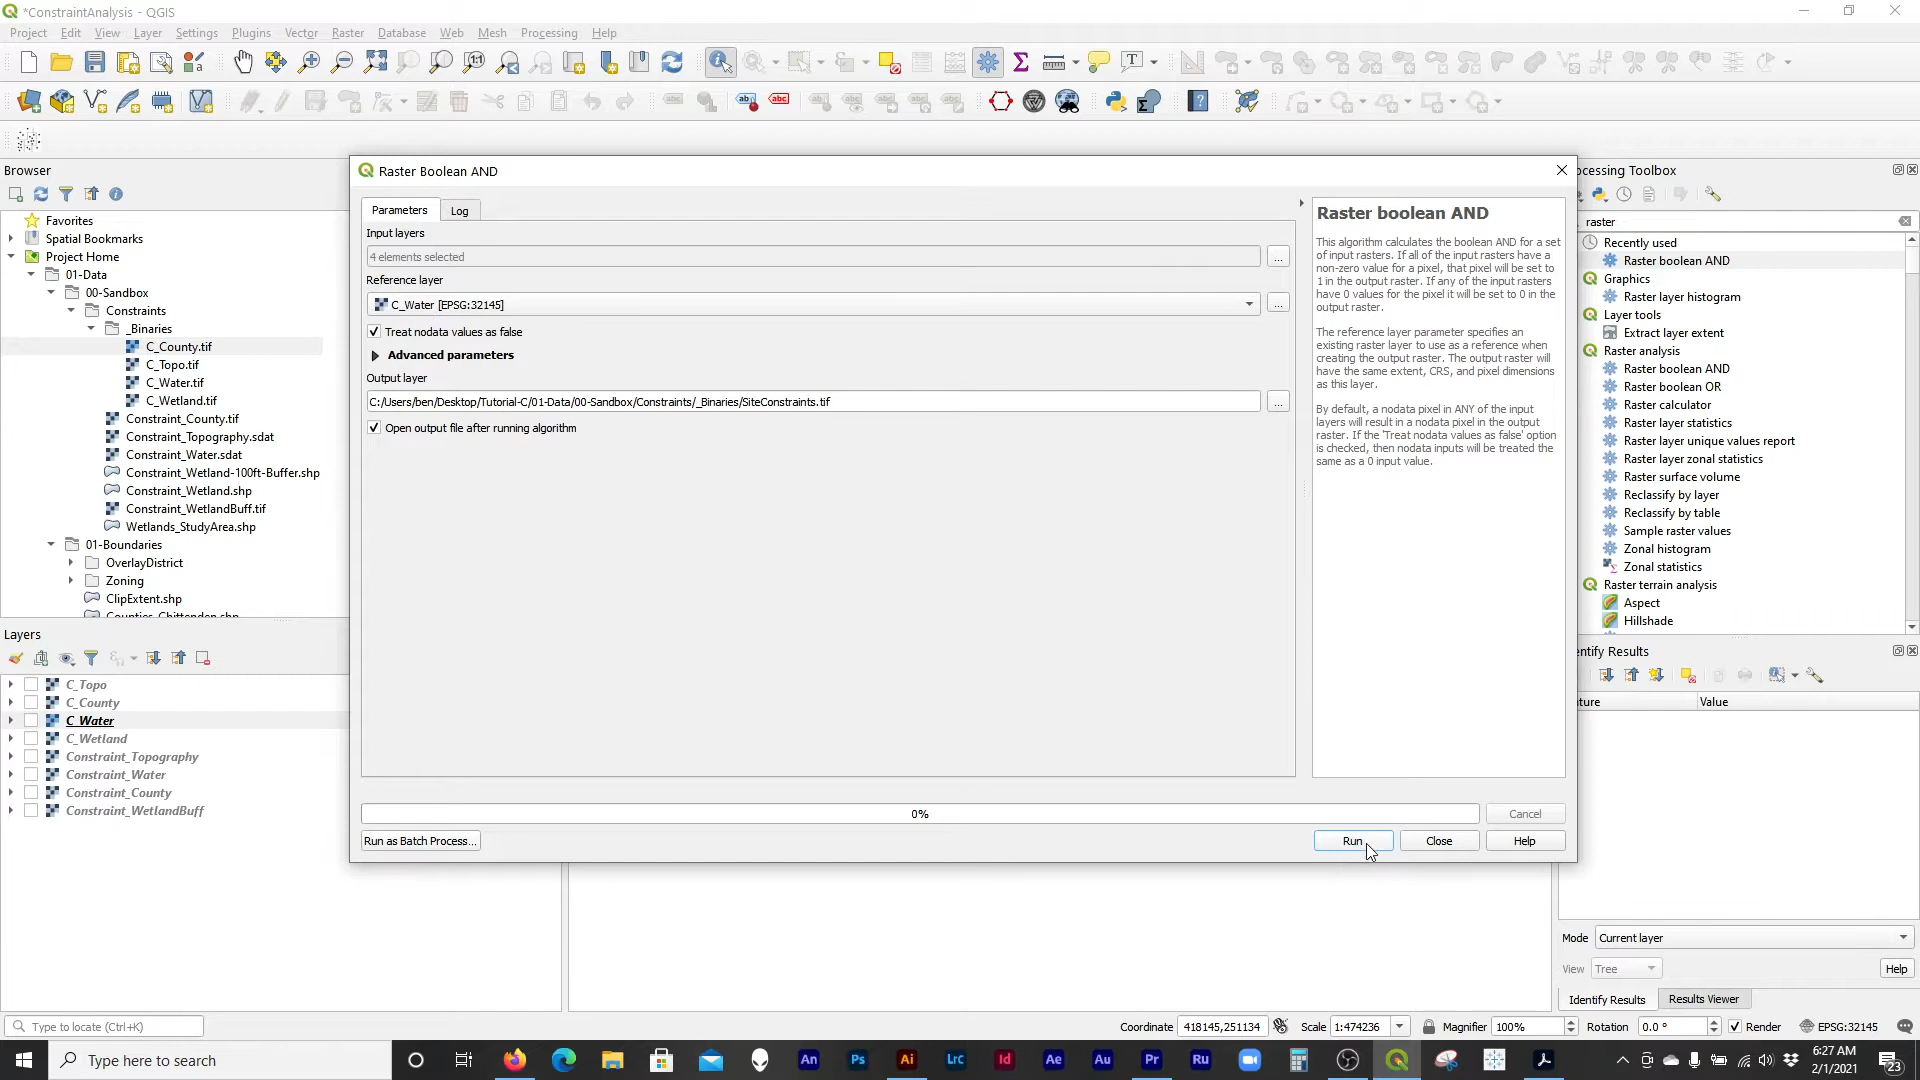 *ConstraintAnalysis - QGIS
Project Edit View Layer Settings Plugins Vector Raster Database Web Mesh Processing Help
Browser
Favorites
Spatial Bookmarks
Project Home
01-Data
00-Sandbox
Constraints
_Binaries
C_County.tif
C_Topo.tif
C_Water.tif
C_Wetland.tif
Constraint_County.tif
Constraint_Topography.sdat
Constraint_Water.sdat
Constraint_Wetland-100ft-Buffer.shp
Constraint_Wetland.shp
Constraint_WetlandBuff.tif
Wetlands_StudyArea.shp
01-Boundaries
OverlayDistrict
Zoning
ClipExtent.shp
Counties_Chittenden.shp
Layers
C_Topo
C_County
C_Water
C_Wetland
Constraint_Topography
Constraint_Water
Constraint_County
Constraint_WetlandBuff
Raster Boolean AND
Parameters Log
Input layers
4 elements selected
Reference layer
C_Water [EPSG:32145]
Treat nodata values as false
Advanced parameters
Output layer
C:/Users/ben/Desktop/Tutorial-C/01-Data/00-Sandbox/Constraints/_Binaries/SiteConstraints.tif
Open output file after running algorithm
Raster boolean AND
This algorithm calculates the boolean AND for a set
of input rasters. If all of the input rasters have a
non-zero value for a pixel, that pixel will be set to
1 in the output raster. If any of the input rasters
have 0 values for the pixel it will be set to 0 in the
output raster.
The reference layer parameter specifies an
existing raster layer to use as a reference when
creating the output raster. The output raster will
have the same extent, CRS, and pixel dimensions
as this layer.
By default, a nodata pixel in ANY of the input
layers will result in a nodata pixel in the output
raster. If the 'Treat nodata values as false' option
is checked, then nodata inputs will be treated the
same as a 0 input value.
0%
Cancel
Run as Batch Process...
Run Close Help
ocessing Toolbox
raster
Recently used
Raster boolean AND
Graphics
Raster layer histogram
Layer tools
Extract layer extent
Raster analysis
Raster boolean AND
Raster boolean OR
Raster calculator
Raster layer statistics
Raster layer unique values report
Raster layer zonal statistics
Raster surface volume
Reclassify by layer
Reclassify by table
Sample raster values
Zonal histogram
Zonal statistics
Raster terrain analysis
Aspect
Hillshade
entify Results
ture Value
Mode Current layer
View Tree Help
Identify Results Results Viewer
Type to locate (Ctrl+K)
Coordinate 418145,251134 Scale 1:474236 Magnifier 100% Rotation 0.0 ° Render EPSG:32145
Type here to search
An Ps Ai Lrc Id Ae Au Pr Ru
6:27 AM
2/1/2021
23